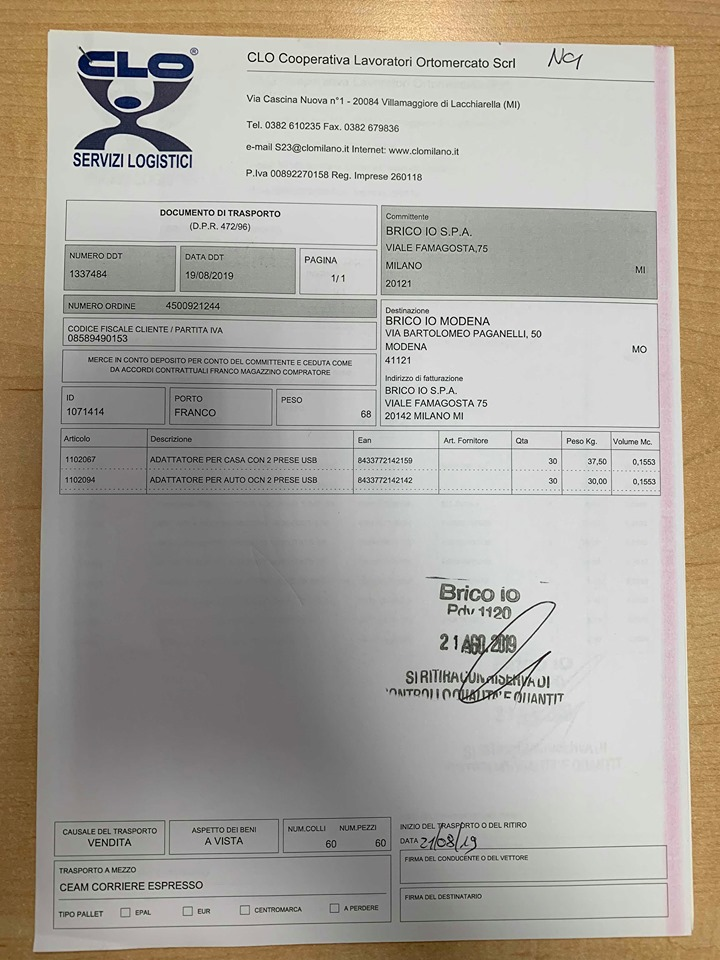 CLO®
SERVIZI LOGISTICI
CLO Cooperativa Lavoratori Ortomercato Scrl
Via Cascina Nuova n°1 - 20084 Villamaggiore di Lacchiarella (MI)
Tel. 0382 610235 Fax. 0382 679836
e-mail S23@clomilano.it Internet: www.clomilano.it
P.Iva 00892270158 Reg. Imprese 260118
DOCUMENTO DI TRASPORTO
(D.P.R. 472/96)
NUMERO DDT
1337484
DATA DDT
19/08/2019
PAGINA
1/ 1
NUMERO ORDINE 4500921244
CODICE FISCALE CLIENTE / PARTITA IVA
08589490153
MERCE IN CONTO DEPOSITO PER CONTO DEL COMMITTENTE E CEDUTA COME
DA ACCORDI CONTRATTUALI FRANCO MAGAZZINO COMPRATORE
ID
1071414
PORTO
FRANCO
PESO
68
Committente
BRICO IO S.P.A.
VIALE FAMAGOSTA,75
MILANO MI
20121
Destinazione
BRICO IO MODENA
VIA BARTOLOMEO PAGANELLI, 50
MODENA MO
41121
Indirizzo di fatturazione
BRICO IO S.P.A.
VIALE FAMAGOSTA 75
20142 MILANO MI
Articolo Descrizione Ean Art. Fornitore Qta Peso Kg. Volume Mc.
1102067 ADATTATORE PER CASA CON 2 PRESE USB 8433772142159 30 37,50 0,1553
1102094 ADATTATORE PER AUTO OCN 2 PRESE USB 8433772142142 30 30,00 0,1553
Brico io
Pdv 1120
21 AGO. 2019
SI RITIRA CON RISERVA DI
CONTROLLO QUALITA' E QUANTIT
CAUSALE DEL TRASPORTO
VENDITA
ASPETTO DEI BENI
A VISTA
NUM.COLLI NUM.PEZZI
60 60
TRASPORTO A MEZZO
CEAM CORRIERE ESPRESSO
TIPO PALLET EPAL EUR CENTROMARCA A PERDERE
INIZIO DEL TRASPORTO O DEL RITIRO
DATA 21/08/19
FIRMA DEL CONDUCENTE O DEL VETTORE
FIRMA DEL DESTINATARIO